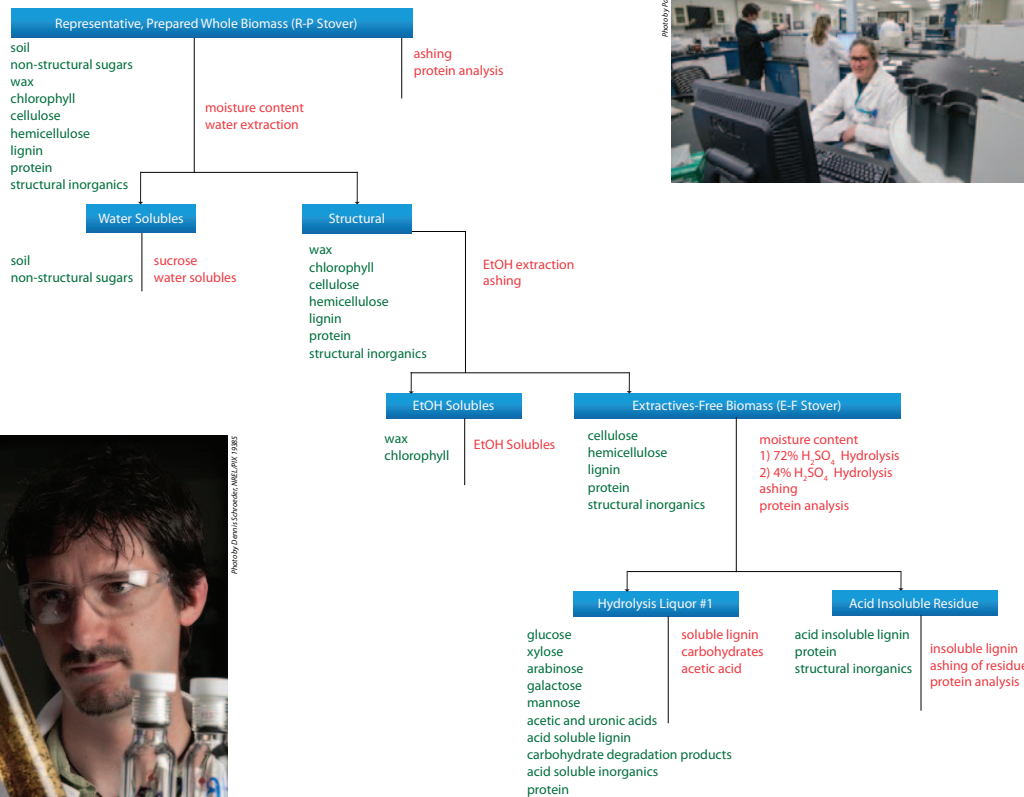 Representative, Prepared Whole Biomass (R-P Stover)
soil
non-structural sugars
wax
chlorophyll
cellulose
hemicellulose
lignin
protein
structural inorganics
ashing
protein analysis
moisture content
water extraction
Water Solubles
soil
non-structural sugars
sucrose
water solubles
Structural
wax
chlorophyll
cellulose
hemicellulose
lignin
protein
structural inorganics
EtOH extraction
ashing
EtOH Solubles
wax
chlorophyll
EtOH Solubles
Extractives-Free Biomass (E-F Stover)
cellulose
hemicellulose
lignin
protein
structural inorganics
moisture content
1) 72% H₂SO₄ Hydrolysis
2) 4% H₂SO₄ Hydrolysis
ashing
protein analysis
Hydrolysis Liquor #1
glucose
xylose
arabinose
galactose
mannose
acetic and uronic acids
acid soluble lignin
carbohydrate degradation products
acid soluble inorganics
protein
soluble lignin
carbohydrates
acetic acid
Acid Insoluble Residue
acid insoluble lignin
protein
structural inorganics
insoluble lignin
ashing of residue
protein analysis
Photo by
Photo by Dennis Schroeder, NREL/PIX 19385